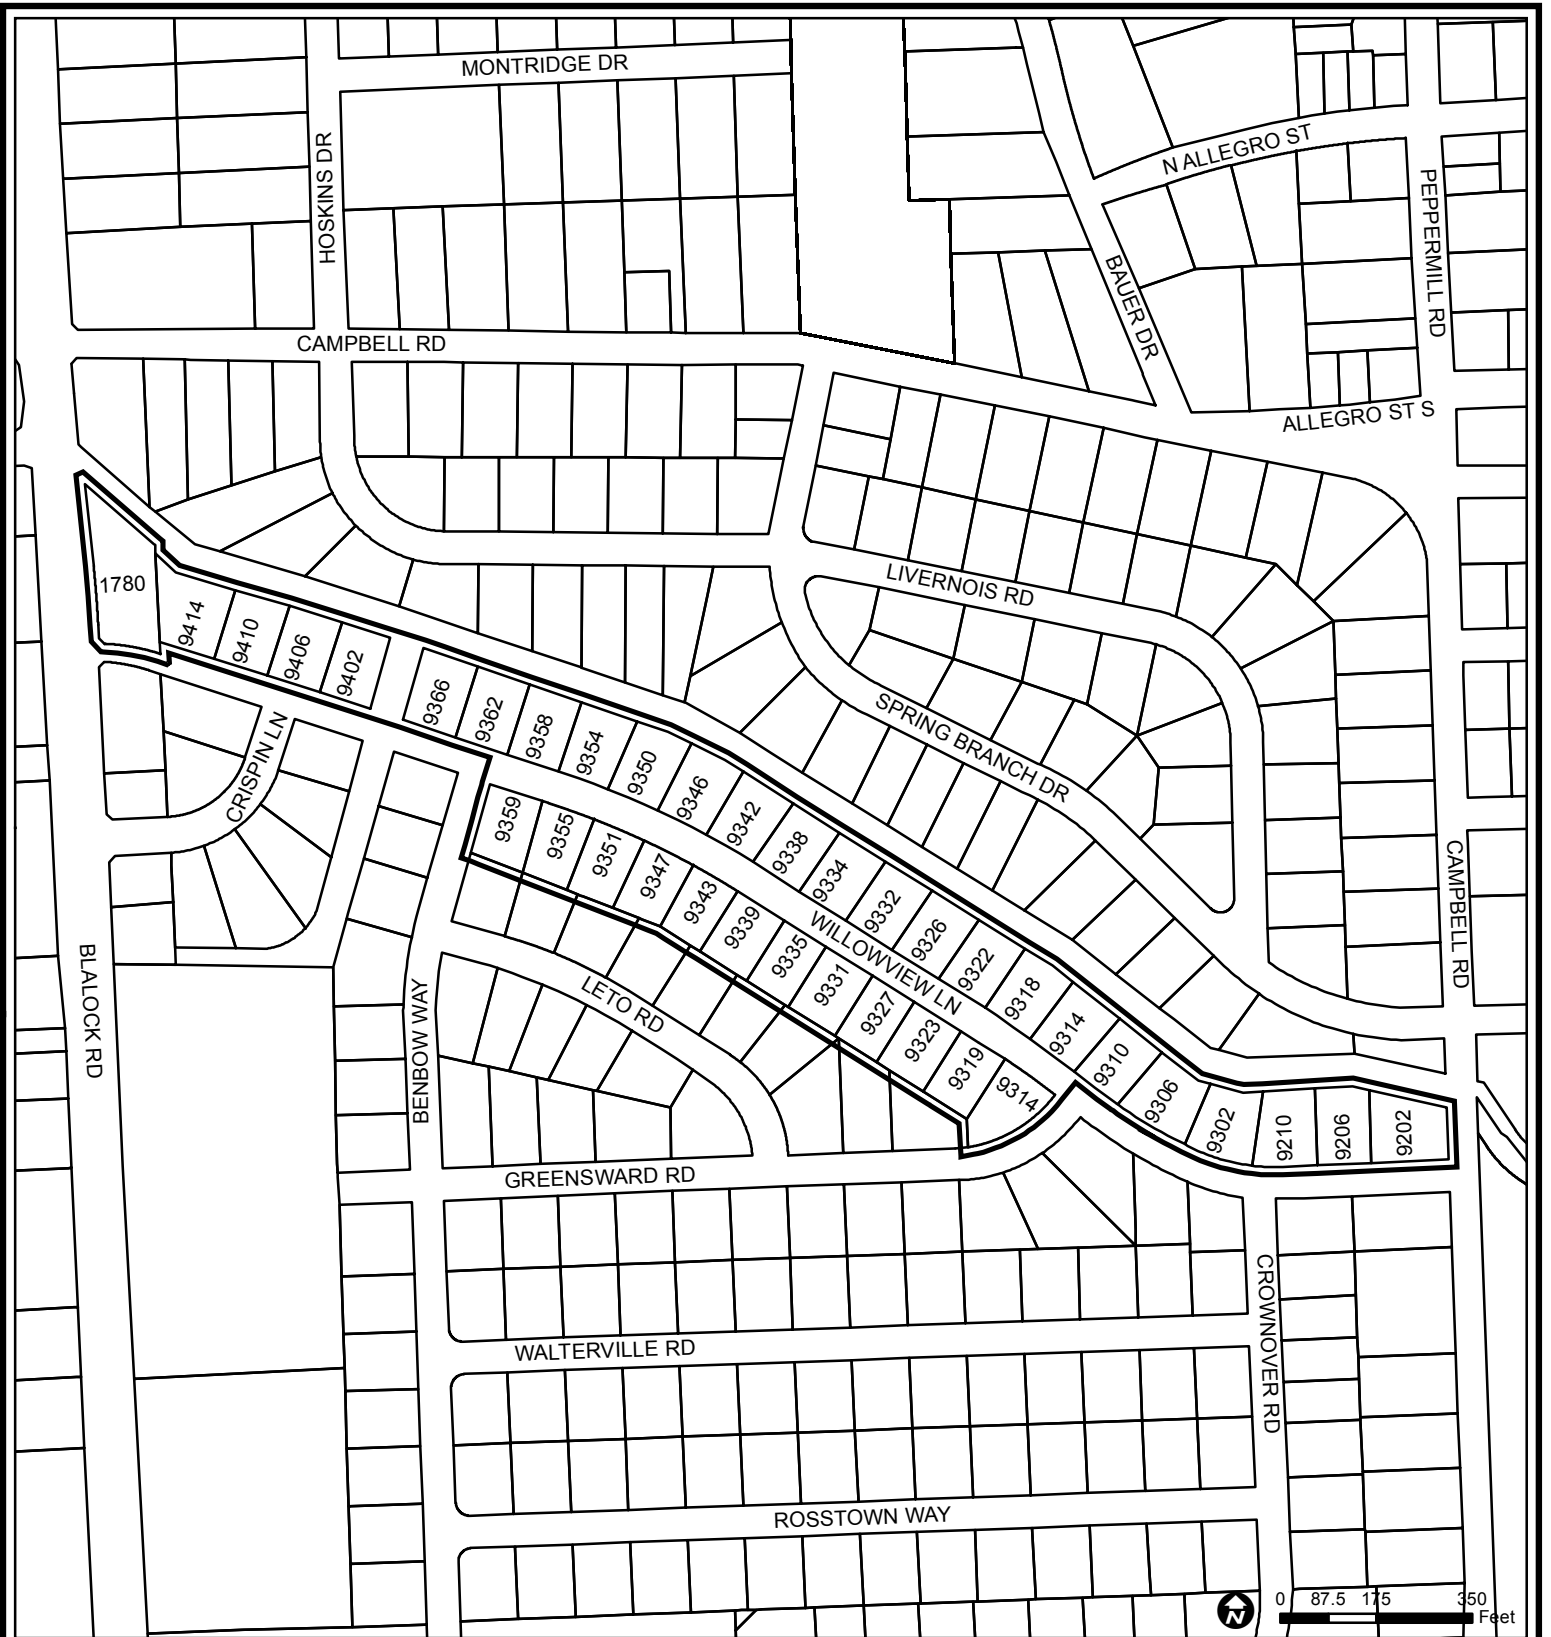 MONTRIDGE DR
N ALLEGRO ST
HOSKINS DR
PEPPERMILL RD
BAUER DR
CAMPBELL RD
ALLEGRO ST S
LIVERNOIS RD
1780
9414
9410
9406
9402
9366
9362
9358
9354
9350
9346
9342
9338
9334
9332
9326
9322
9318
9314
9310
9306
9302
9210
9206
9202
SPRING BRANCH DR
CRISPIN LN
9359
9355
9351
9347
9343
9339
9335
9331
9327
9323
9319
9314
WILLOWVIEW LN
CAMPBELL RD
BLALOCK RD
LETO RD
BENBOW WAY
GREENSWARD RD
CROWNOVER RD
WALTERVILLE RD
ROSSTOWN WAY
N
0 87.5 175 350
Feet